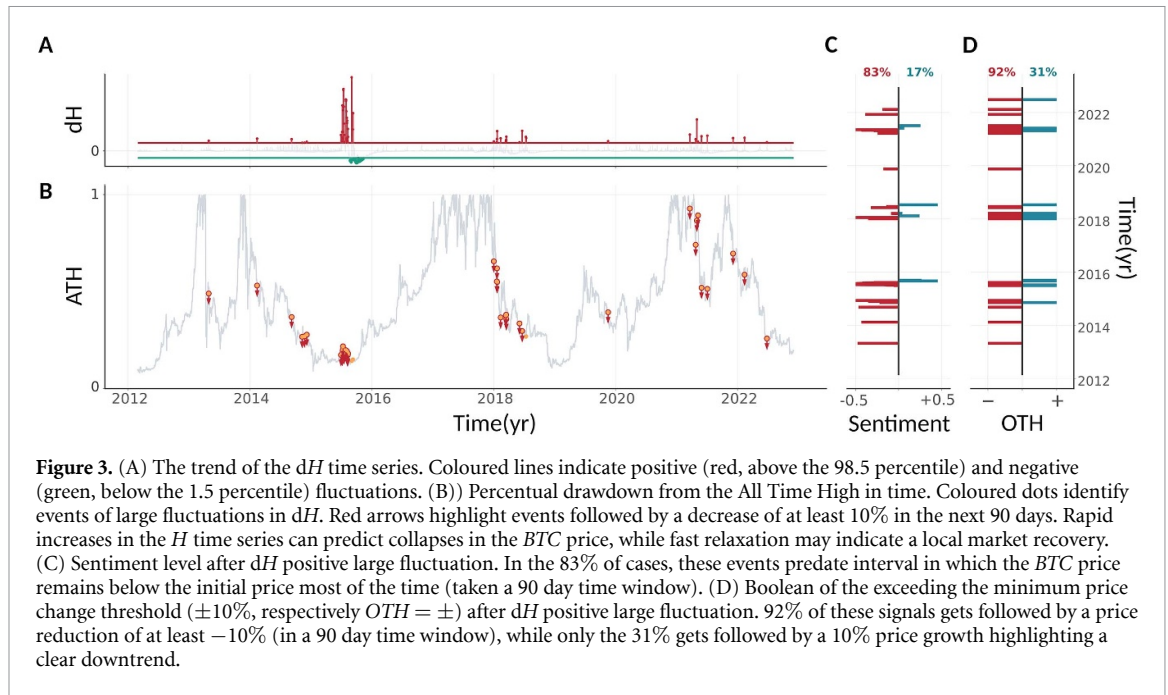 A
C
D
83%
17%
92%
31%
dH
0
B
1
ATH
0
2012
2014
2016
2018
2020
2022
Time(yr)
-0.5
+0.5
Sentiment
−
+
OTH
2022
2020
2018
2016
2014
2012
Time(yr)
Figure 3. (A) The trend of the dH time series. Coloured lines indicate positive (red, above the 98.5 percentile) and negative
(green, below the 1.5 percentile) fluctuations. (B)) Percentual drawdown from the All Time High in time. Coloured dots identify
events of large fluctuations in dH. Red arrows highlight events followed by a decrease of at least 10% in the next 90 days. Rapid
increases in the H time series can predict collapses in the BTC price, while fast relaxation may indicate a local market recovery.
(C) Sentiment level after dH positive large fluctuation. In the 83% of cases, these events predate interval in which the BTC price
remains below the initial price most of the time (taken a 90 day time window). (D) Boolean of the exceeding the minimum price
change threshold (±10%, respectively OTH = ±) after dH positive large fluctuation. 92% of these signals gets followed by a price
reduction of at least −10% (in a 90 day time window), while only the 31% gets followed by a 10% price growth highlighting a
clear downtrend.